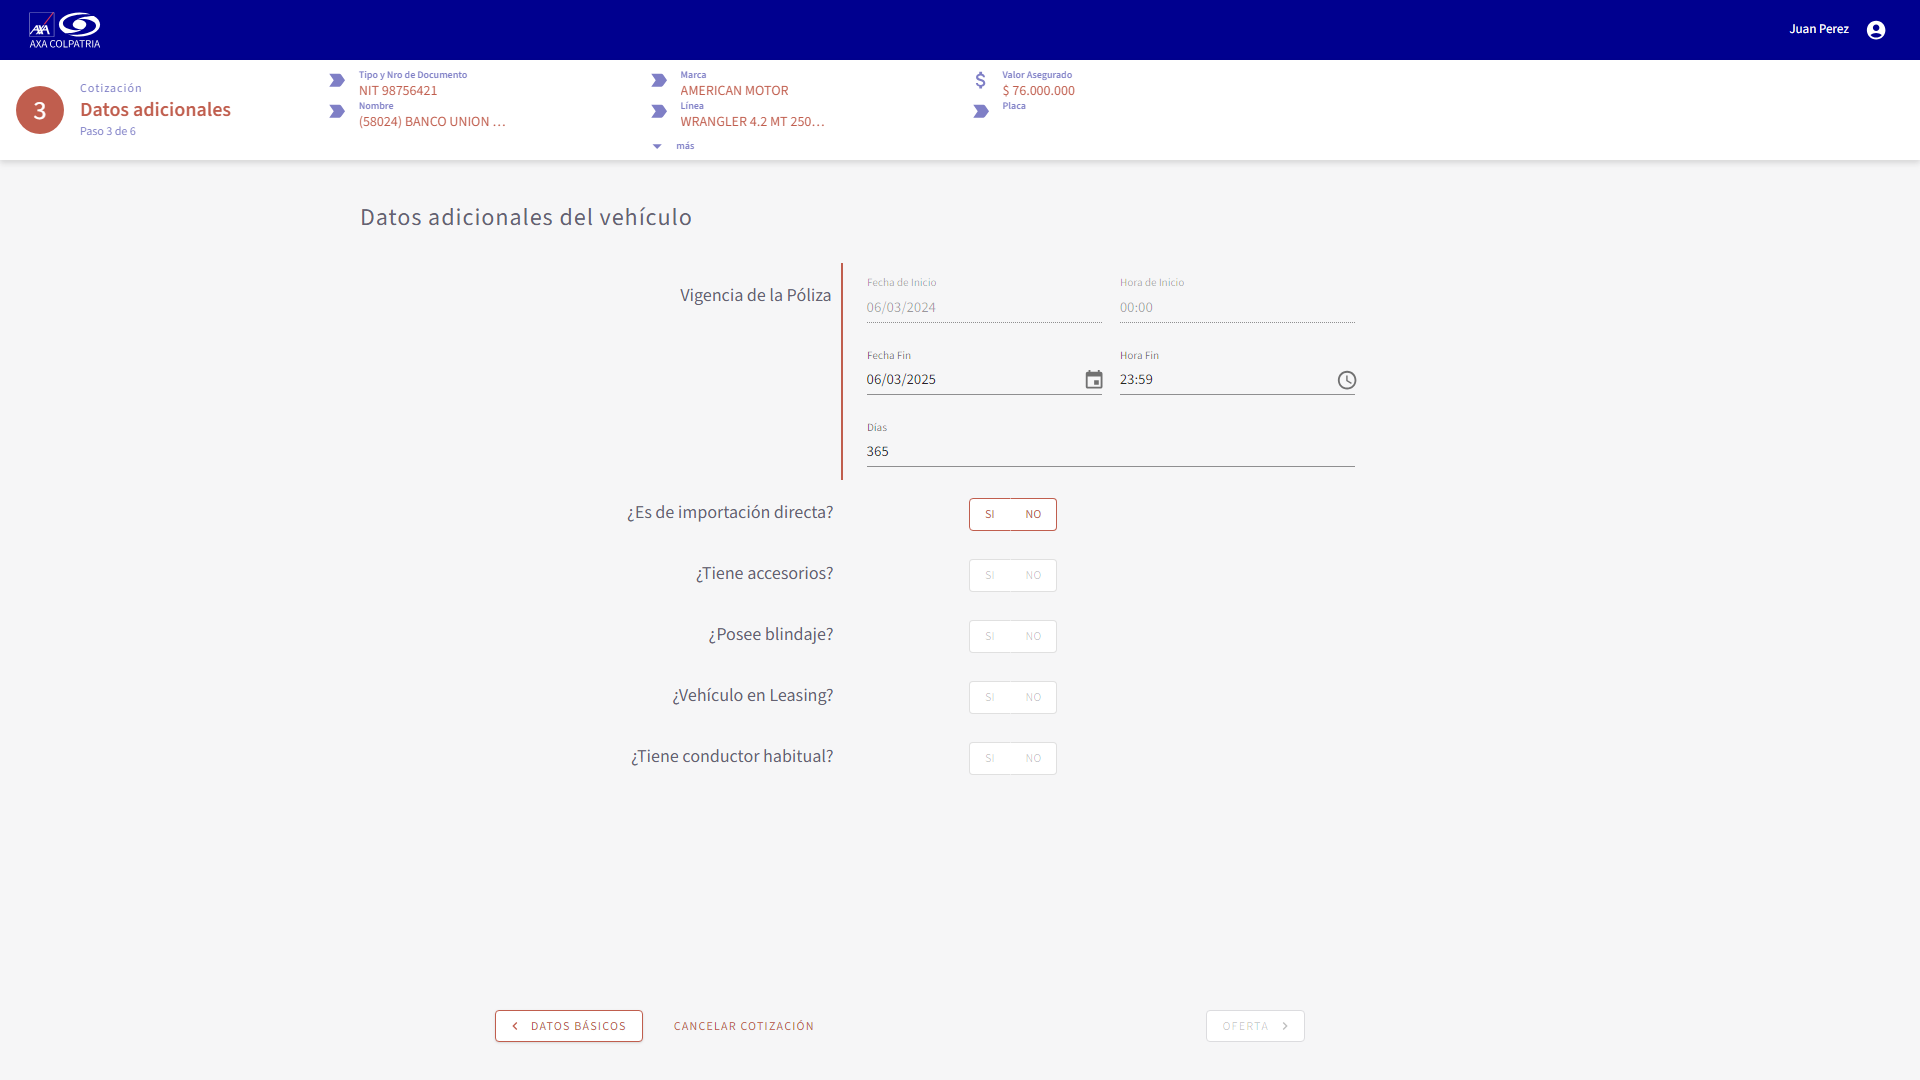 AXA
AXA COLPATRIA
Juan Perez
3
Cotización
Datos adicionales
Paso 3 de 6
Tipo y Nro de Documento
NIT 98756421
Nombre
(58024) BANCO UNION ...
Marca
AMERICAN MOTOR
Línea
WRANGLER 4.2 MT 250...
más
$
Valor Asegurado
$ 76.000.000
Placa
Datos adicionales del vehículo
Vigencia de la Póliza
Fecha de Inicio
06/03/2024
Hora de Inicio
00:00
Fecha Fin
06/03/2025
Hora Fin
23:59
Días
365
¿Es de importación directa? SI NO
¿Tiene accesorios? SI NO
¿Posee blindaje? SI NO
¿Vehículo en Leasing? SI NO
¿Tiene conductor habitual? SI NO
DATOS BÁSICOS
CANCELAR COTIZACIÓN
OFERTA